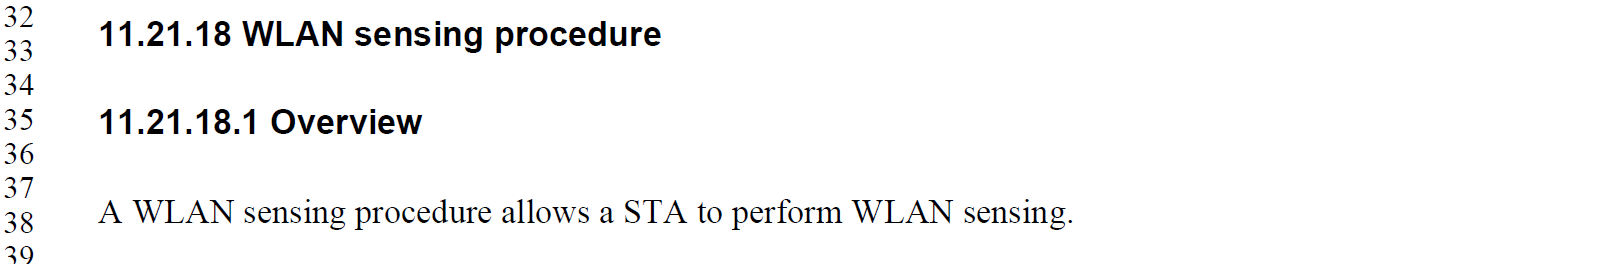 32
11.21.18 WLAN sensing procedure
33
34
35
11.21.18.1 Overview
36
37
38
A WLAN sensing procedure allows a STA to perform WLAN sensing.
39